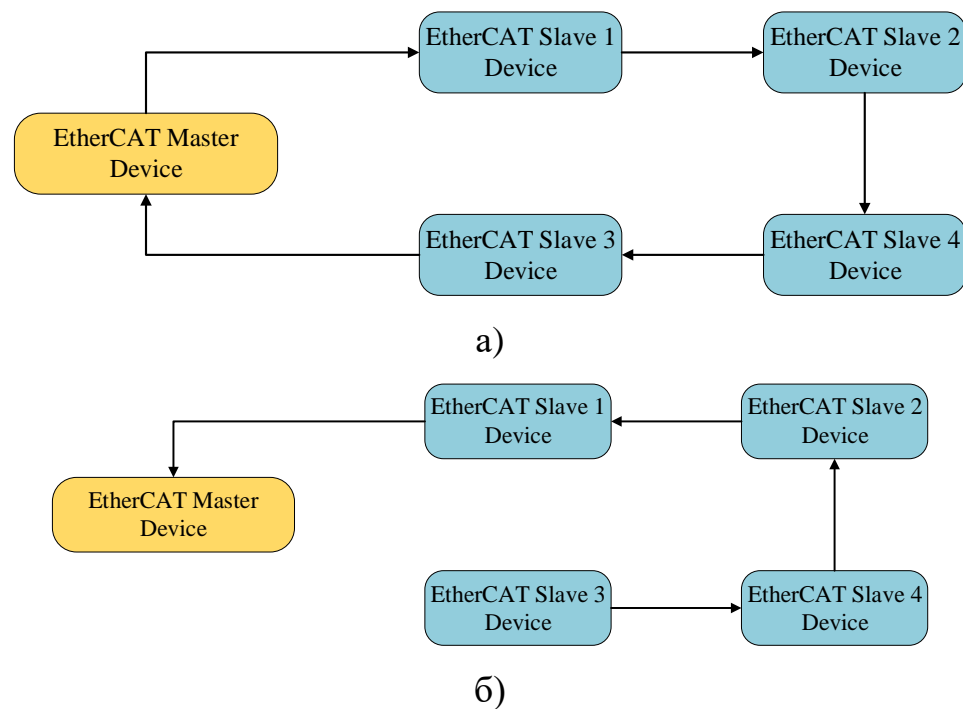 EtherCAT Slave 1
Device
EtherCAT Slave 2
Device
EtherCAT Master
Device
EtherCAT Slave 3
Device
EtherCAT Slave 4
Device
а)
EtherCAT Slave 1
Device
EtherCAT Slave 2
Device
EtherCAT Master
Device
EtherCAT Slave 3
Device
EtherCAT Slave 4
Device
б)